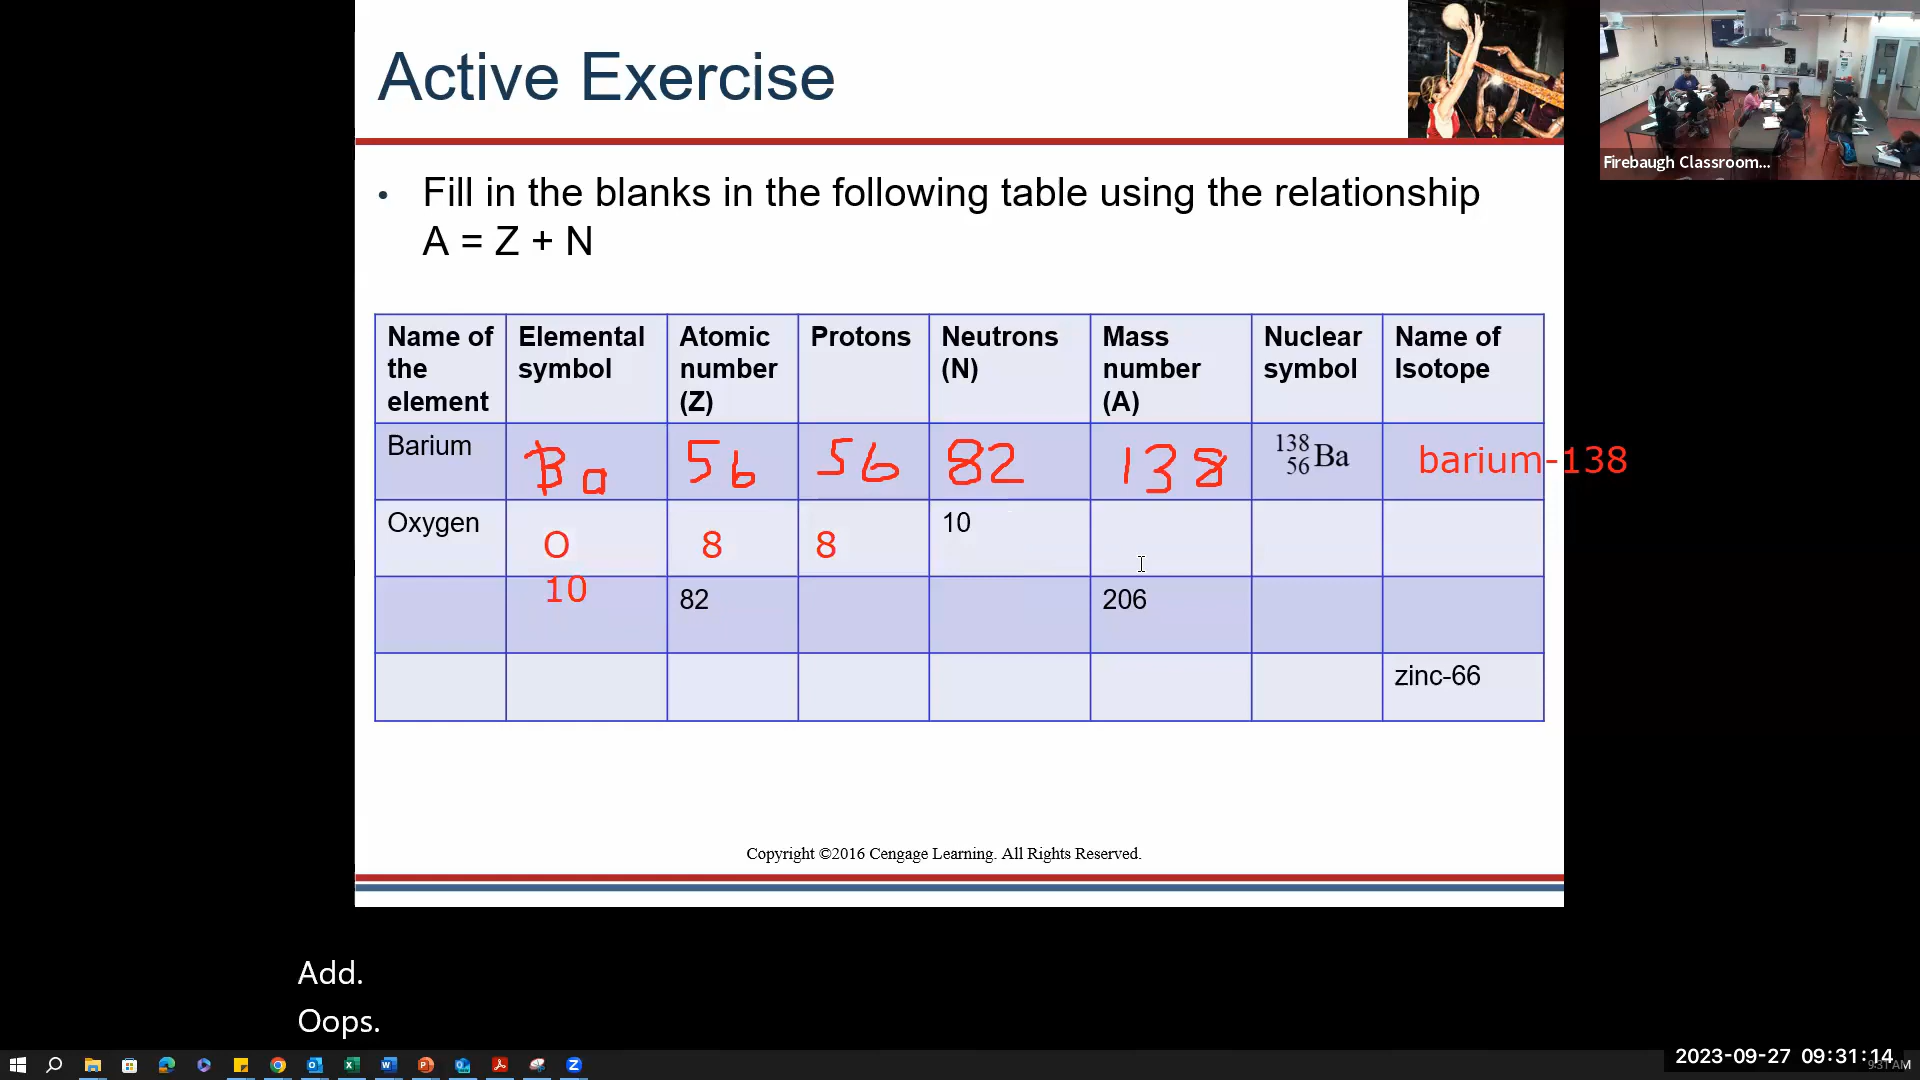 Active Exercise
Firebaugh Classroom...
• Fill in the blanks in the following table using the relationship
A = Z + N
Name of the element Elemental symbol Atomic number (Z) Protons Neutrons (N) Mass number (A) Nuclear symbol Name of Isotope
Barium Ba 56 56 82 138 138 56 Ba barium-138
Oxygen O 8 8 10
10 82 206
zinc-66
Copyright ©2016 Cengage Learning. All Rights Reserved.
Add.
Oops.
2023-09-27 09:31:14
9:31 AM